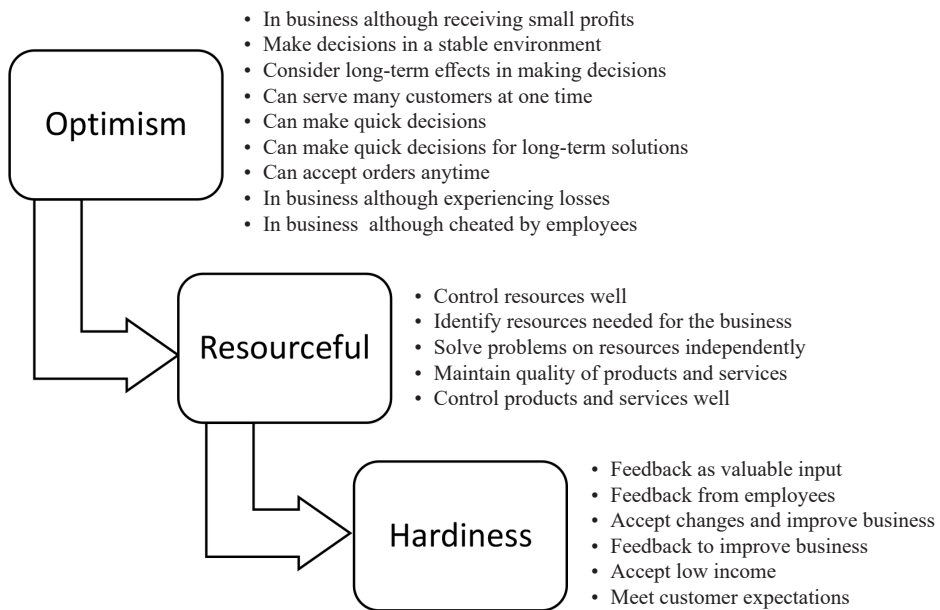 Optimism
• In business although receiving small profits
• Make decisions in a stable environment
• Consider long-term effects in making decisions
• Can serve many customers at one time
• Can make quick decisions
• Can make quick decisions for long-term solutions
• Can accept orders anytime
• In business although experiencing losses
• In business  although cheated by employees
Resourceful
• Control resources well
• Identify resources needed for the business
• Solve problems on resources independently
• Maintain quality of products and services
• Control products and services well
Hardiness
• Feedback as valuable input
• Feedback from employees
• Accept changes and improve business
• Feedback to improve business
• Accept low income
• Meet customer expectations